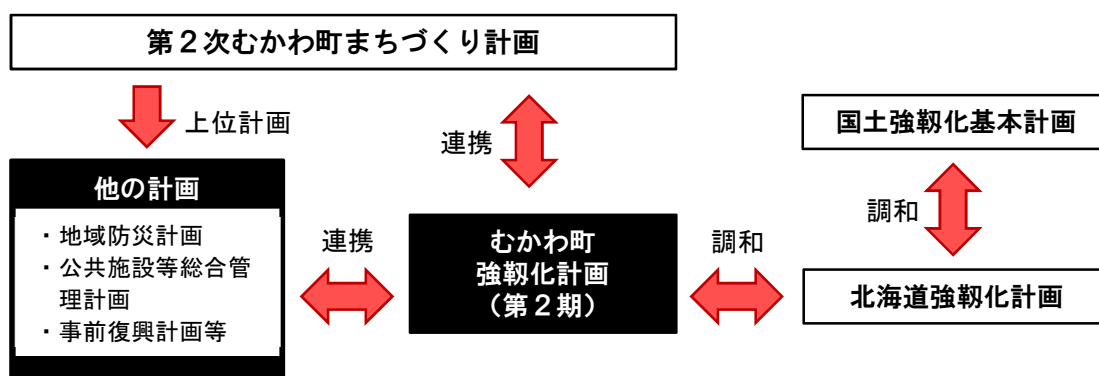 第２次むかわ町まちづくり計画
上位計画
連携
国土強靱化基本計画
他の計画
・地域防災計画
・公共施設等総合管
理計画
・事前復興計画等
連携
むかわ町
強靱化計画
（第２期）
調和
調和
北海道強靱化計画